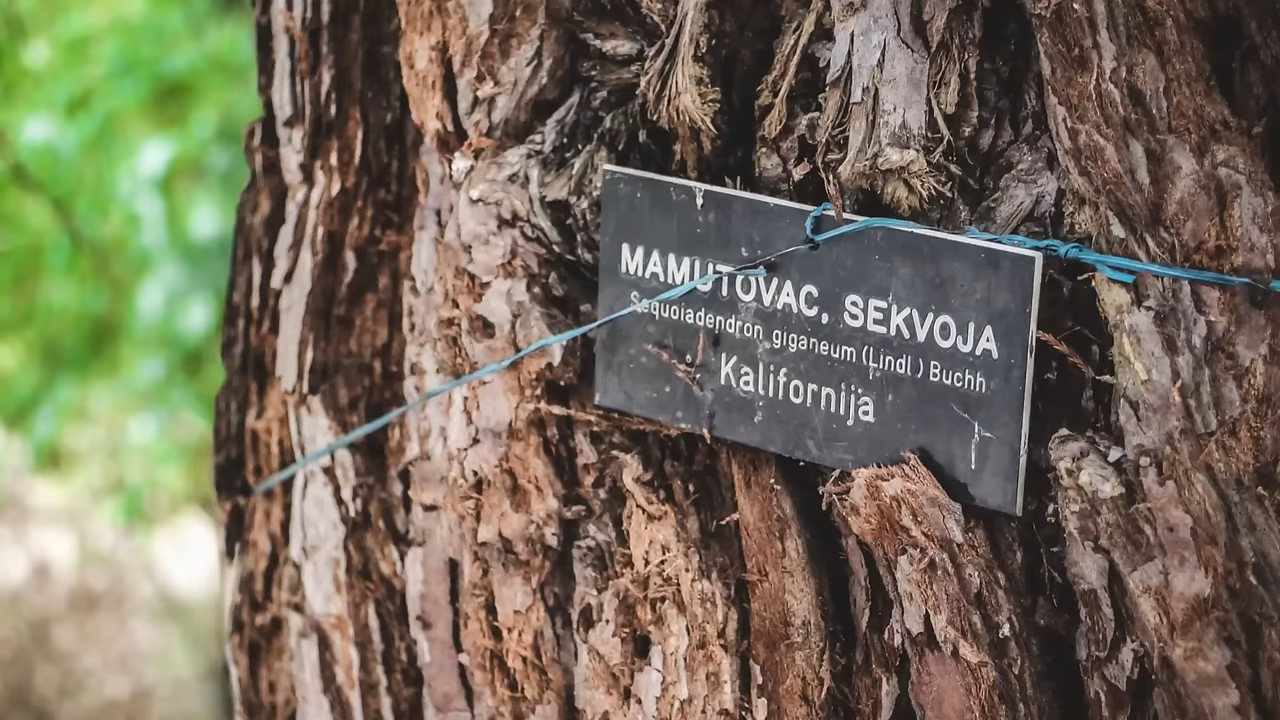 MAMUTOVAC, SEKVOJA
Sequoiadendron giganeum (Lindl.) Buchh
Kalifornija